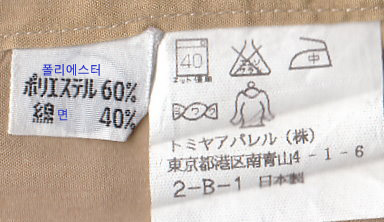 폴리에스터
ポリエステル 60%
綿 면 40%
40
中
トミヤアパレル (株)
東京都港区南青山4-1-6
2-B-1 日本製